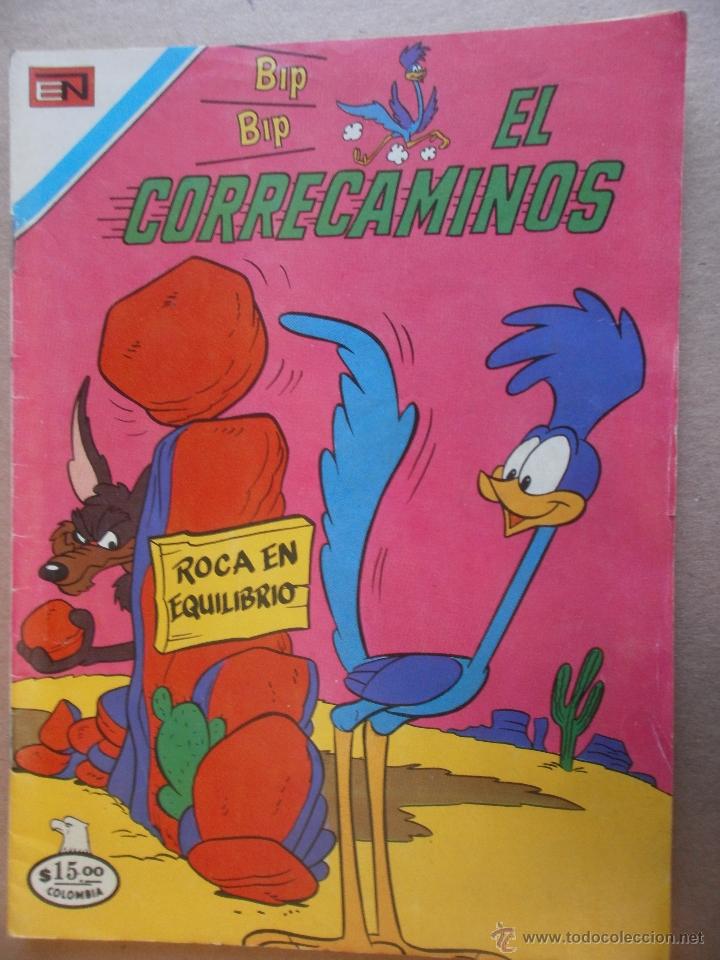 EN
Bip
Bip
EL
CORRECAMINOS
ROCA EN
EQUILIBRIO
$15.00
COLOMBIA
© www.todocoleccion.net